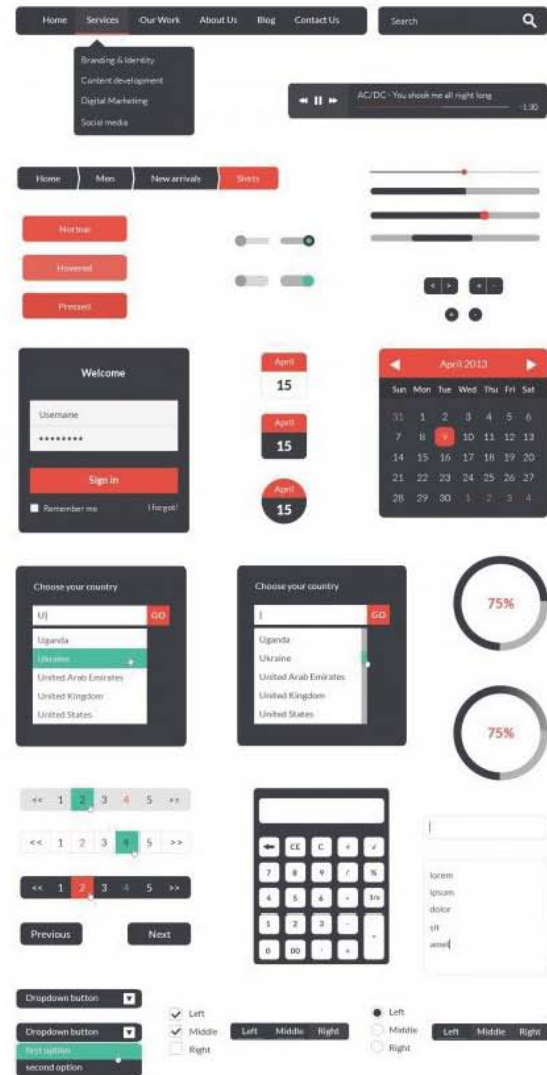 Home Services Our Work About Us Blog Contact Us
Search
Branding & Identity
Content development
Digital Marketing
Social media
AC/DC - You shook me all night long
-1:30
Home Men New arrivals Shirts
Normal
Hovered
Pressed
< > + -
+ -
Welcome
Username
********
Sign in
Remember me I forgot!
April
15
April
15
April
15
April 2013
Sun Mon Tue Wed Thu Fri Sat
31 1 2 3 4 5 6
7 8 9 10 11 12 13
14 15 16 17 18 19 20
21 22 23 24 25 26 27
28 29 30 1 2 3 4
Choose your country
U|
GO
Uganda
Ukraine
United Arab Emirates
United Kingdom
United States
Choose your country
|
GO
Uganda
Ukraine
United Arab Emirates
United Kingdom
United States
75%
75%
<< 1 2 3 4 5 >>
<< 1 2 3 4 5 >>
<< 1 2 3 4 5 >>
Previous Next
CE C
7 8 9 / %
4 5 6 1/x
1 2 3 -
0 00
lorem
ipsum
dolor
sit
amet
Dropdown button
Dropdown button
first option
second option
Left
Middle
Right
Left Middle Right
Left
Middle
Right
Left Middle Right